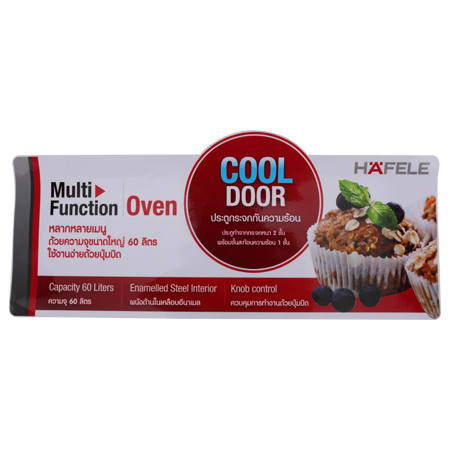 Multi
Function
Oven
หลากหลายเมนู
ด้วยความจุขนาดใหญ่ 60 ลิตร
ใช้งานง่ายด้วยปุ่มบิด
COOL
DOOR
ประตูกระจกกันความร้อน
ประตูทำจากกระจกหนา 2 ชั้น
พร้อมชั้นสะท้อนความร้อน 1 ชั้น
HÄFELE
Capacity 60 Liters
ความจุ 60 ลิตร
Enamelled Steel Interior
ผนังด้านในเคลือบอีนาเมล
Knob control
ควบคุมการทำงานด้วยปุ่มบิด